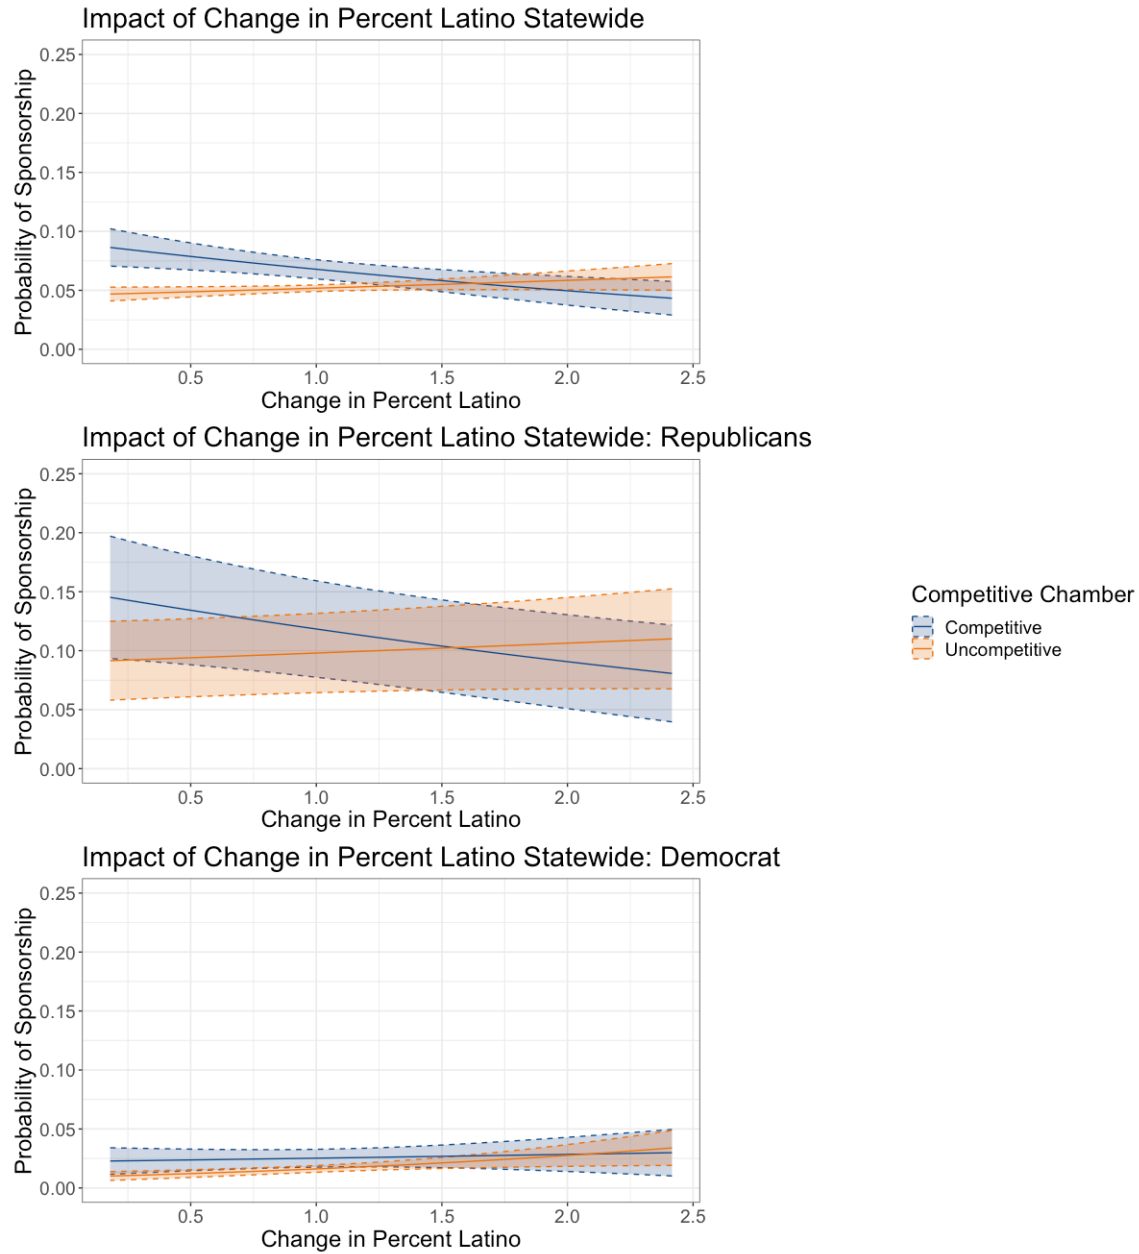 Impact of Change in Percent Latino Statewide
Probability of Sponsorship
0.25
0.20
0.15
0.10
0.05
0.00
0.5 1.0 1.5 2.0 2.5
Change in Percent Latino
Impact of Change in Percent Latino Statewide: Republicans
Probability of Sponsorship
0.25
0.20
0.15
0.10
0.05
0.00
0.5 1.0 1.5 2.0 2.5
Change in Percent Latino
Competitive Chamber
Competitive
Uncompetitive
Impact of Change in Percent Latino Statewide: Democrat
Probability of Sponsorship
0.25
0.20
0.15
0.10
0.05
0.00
0.5 1.0 1.5 2.0 2.5
Change in Percent Latino